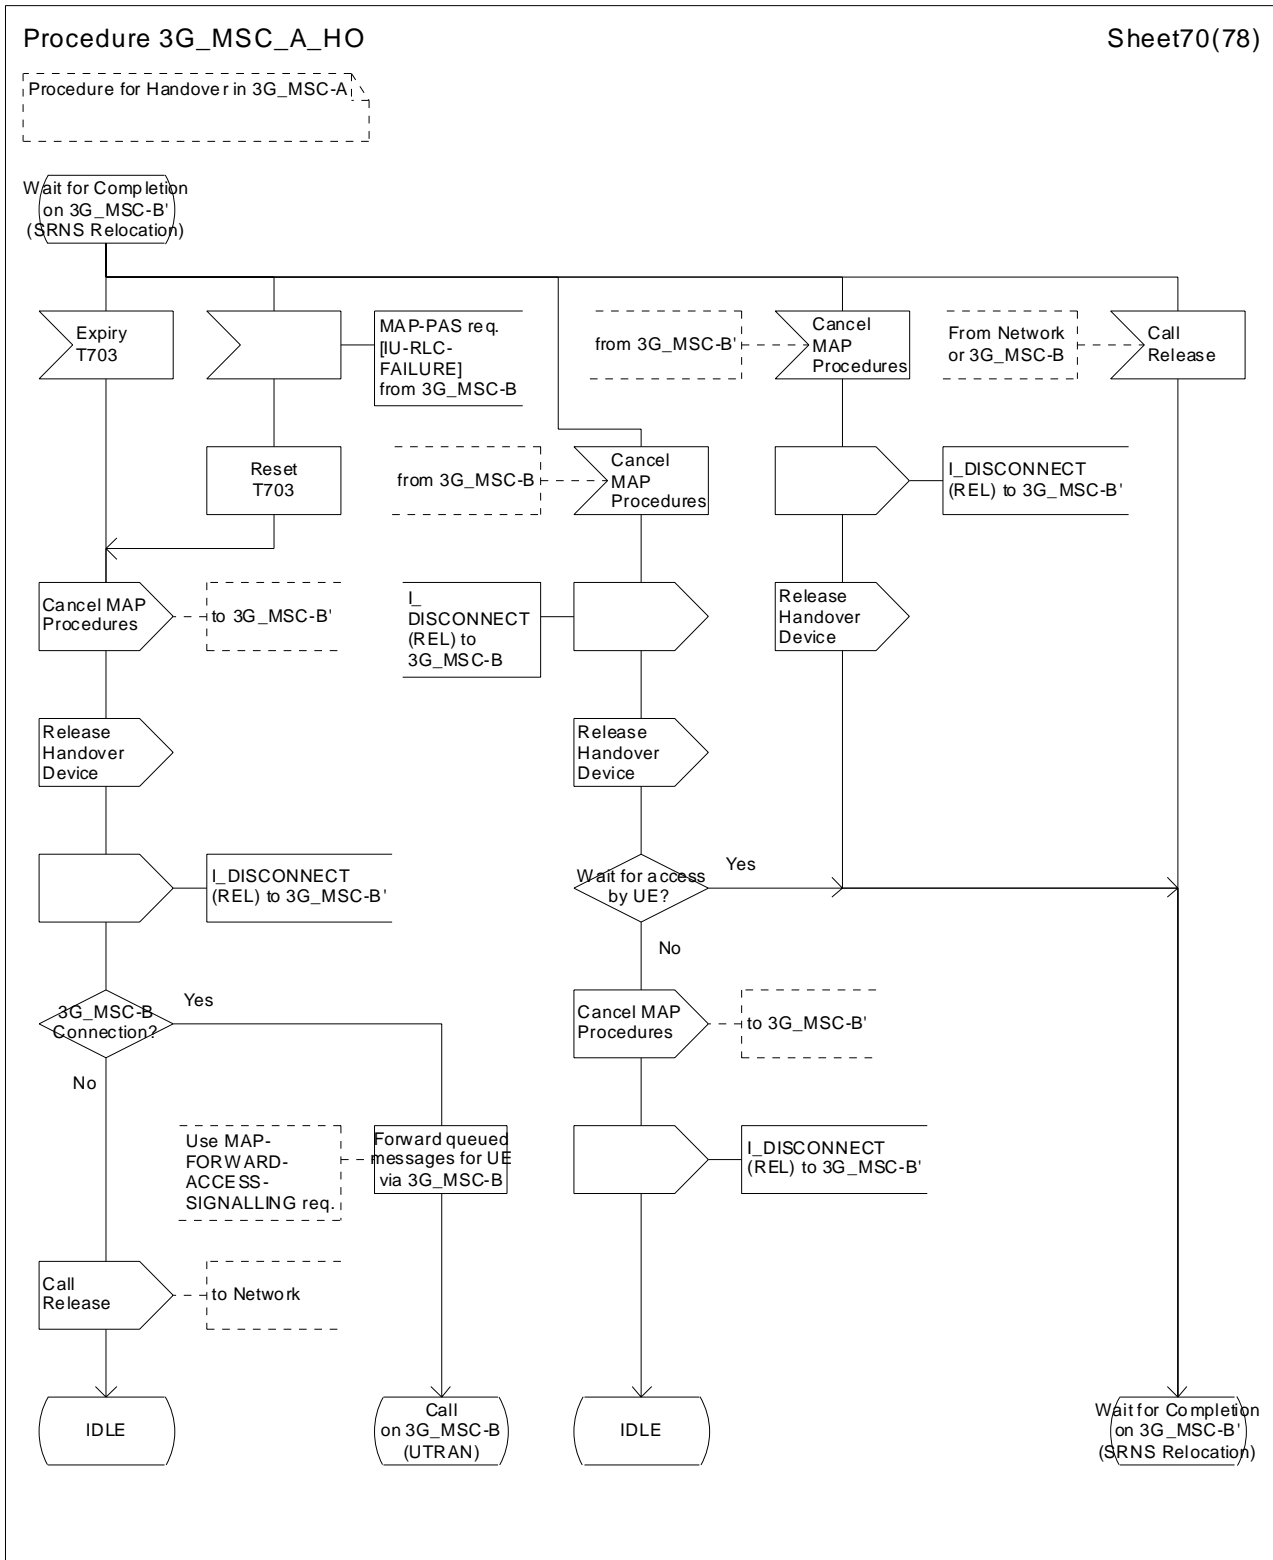 Procedure 3G_MSC_A_HO
Sheet70(78)
Procedure for Handover in 3G_MSC-A
Wait for Completion
on 3G_MSC-B'
(SRNS Relocation)
Expiry
T703
MAP-PAS req.
[IU-RLC-
FAILURE]
from 3G_MSC-B
from 3G_MSC-B'
Cancel
MAP
Procedures
From Network
or 3G_MSC-B
Call
Release
Reset
T703
from 3G_MSC-B
Cancel
MAP
Procedures
I_DISCONNECT
(REL) to 3G_MSC-B'
Cancel MAP
Procedures
to 3G_MSC-B'
I_
DISCONNECT
(REL) to
3G_MSC-B
Release
Handover
Device
Release
Handover
Device
Release
Handover
Device
I_DISCONNECT
(REL) to 3G_MSC-B'
Wait for access
by UE?
Yes
No
3G_MSC-B
Connection?
Yes
No
Cancel MAP
Procedures
to 3G_MSC-B'
Use MAP-
FORWARD-
ACCESS-
SIGNALLING req.
Forward queued
messages for UE
via 3G_MSC-B
I_DISCONNECT
(REL) to 3G_MSC-B'
Call
Release
to Network
IDLE
Call
on 3G_MSC-B
(UTRAN)
IDLE
Wait for Completion
on 3G_MSC-B'
(SRNS Relocation)